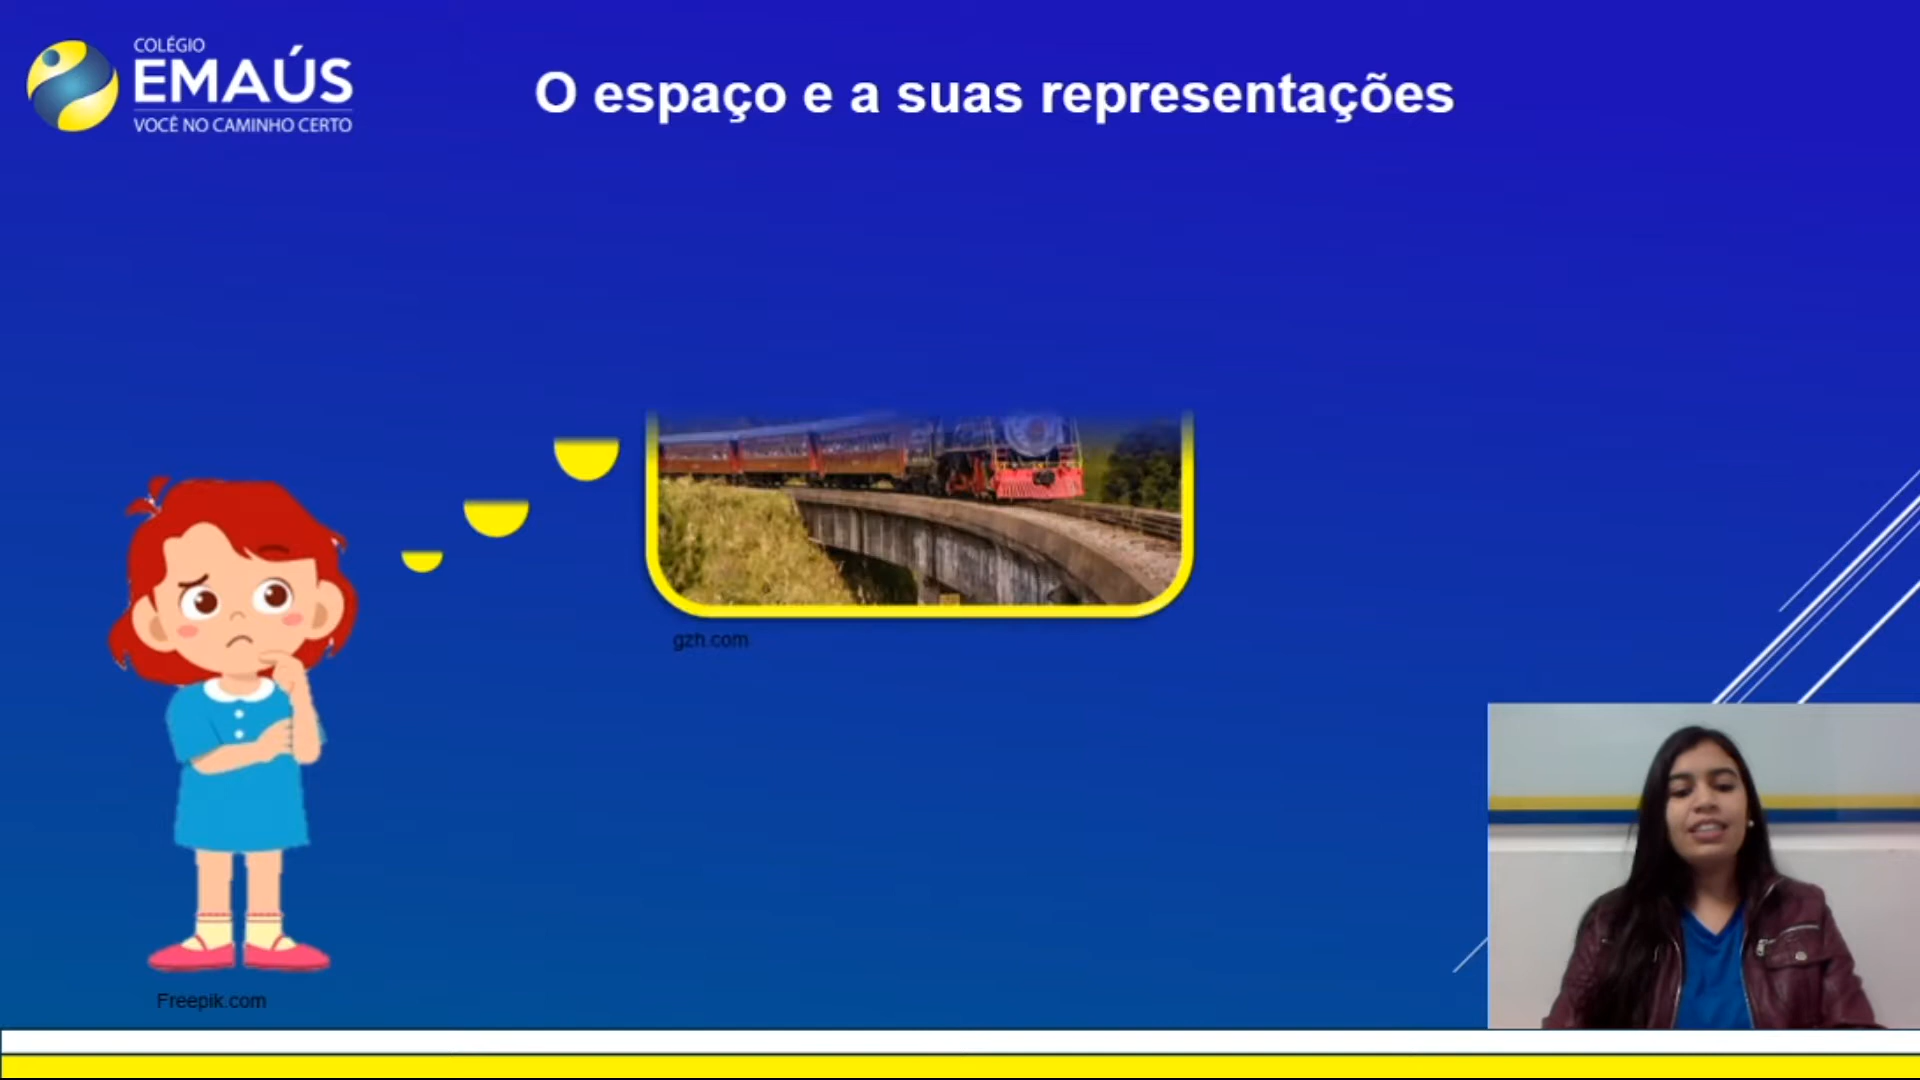 COLÉGIO
EMAÚS
VOCÊ NO CAMINHO CERTO
O espaço e a suas representações
gzh.com
Freepik.com